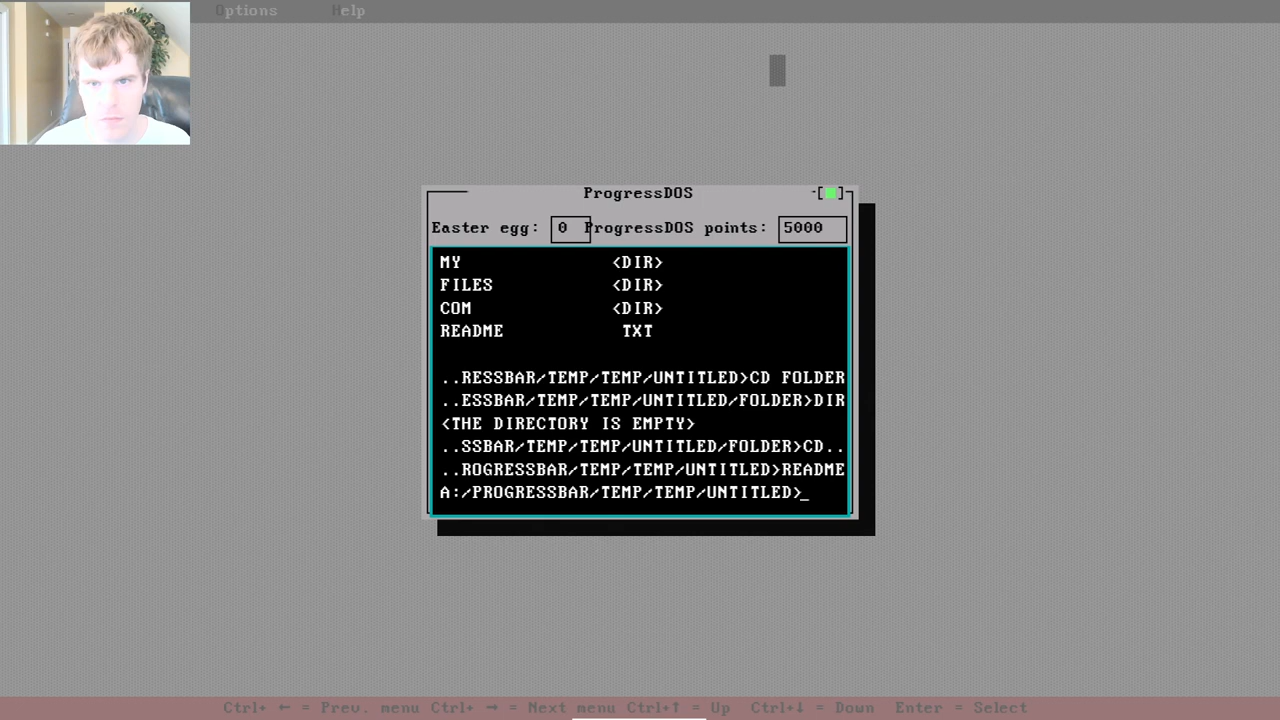 Options Help
ProgressDOS
Easter egg: 0 ProgressDOS points: 5000
MY <DIR>
FILES <DIR>
COM <DIR>
README TXT
..RESSBAR/TEMP/TEMP/UNTITLED>CD FOLDER
..ESSBAR/TEMP/TEMP/UNTITLED/FOLDER>DIR
<THE DIRECTORY IS EMPTY>
..SSBAR/TEMP/TEMP/UNTITLED/FOLDER>CD..
..ROGRESSBAR/TEMP/TEMP/UNTITLED>README
A:/PROGRESSBAR/TEMP/TEMP/UNTITLED>_
Ctrl+ ← = Prev. menu Ctrl+ → = Next menu Ctrl+↑ = Up Ctrl+↓ = Down Enter = Select